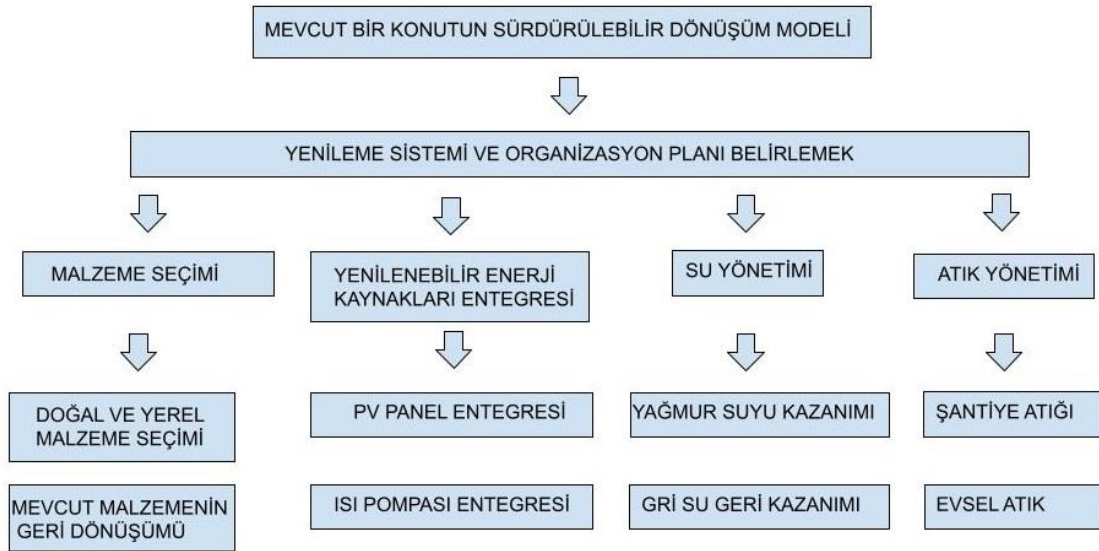 MEVCUT BİR KONUTUN SÜRDÜRÜLEBİLİR DÖNÜŞÜM MODELİ
YENİLEME SİSTEMİ VE ORGANİZASYON PLANI BELİRLEMEK
MALZEME SEÇİMİ
YENİLENEBİLİR ENERJİ
KAYNAKLARI ENTEGRESİ
SU YÖNETİMİ
ATIK YÖNETİMİ
DOĞAL VE YEREL
MALZEME SEÇİMİ
PV PANEL ENTEGRESİ
YAĞMUR SUYU KAZANIMI
ŞANTİYE ATIĞI
MEVCUT MALZEMENİN
GERİ DÖNÜŞÜMÜ
ISI POMPASI ENTEGRESİ
GRİ SU GERİ KAZANIMI
EVSEL ATIK